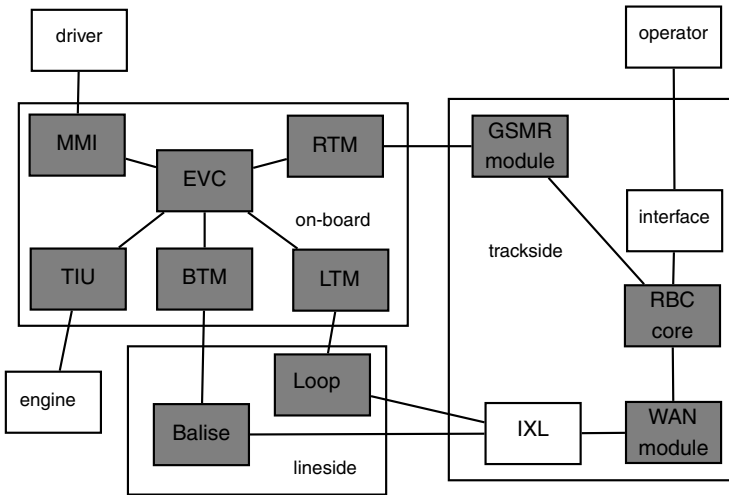 driver
operator
MMI
RTM
GSMR
module
EVC
on-board
interface
trackside
TIU
BTM
LTM
RBC
core
engine
Loop
Balise
IXL
WAN
module
lineside